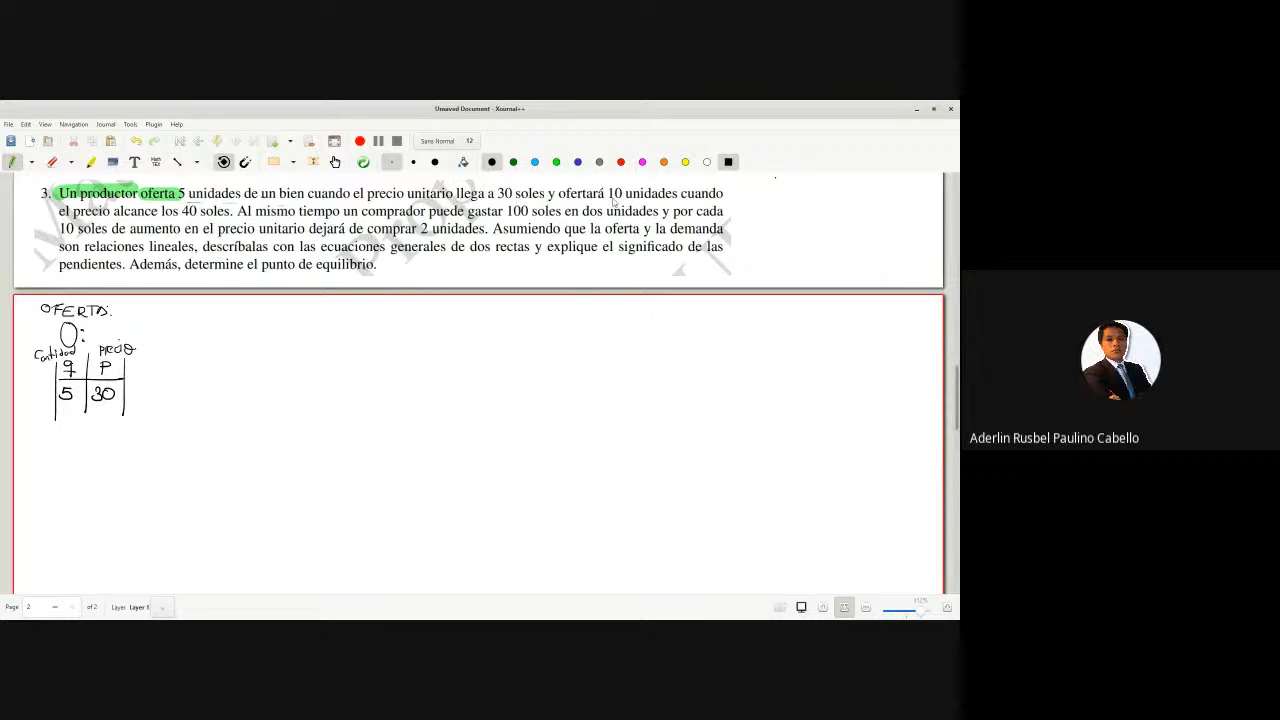 Unsaved Document - Xournal++
File Edit View Navigation Journal Tools Plugin Help
Sans Normal 12
3. Un productor oferta 5 unidades de un bien cuando el precio unitario llega a 30 soles y ofertará 10 unidades cuando
el precio alcance los 40 soles. Al mismo tiempo un comprador puede gastar 100 soles en dos unidades y por cada
10 soles de aumento en el precio unitario dejará de comprar 2 unidades. Asumiendo que la oferta y la demanda
son relaciones lineales, descríbalas con las ecuaciones generales de dos rectas y explique el significado de las
pendientes. Además, determine el punto de equilibrio.
OFERTA:
O:
Cantidad precio
q P
5 30
Aderlin Rusbel Paulino Cabello
Page 2 of 2 Layer Layer 1